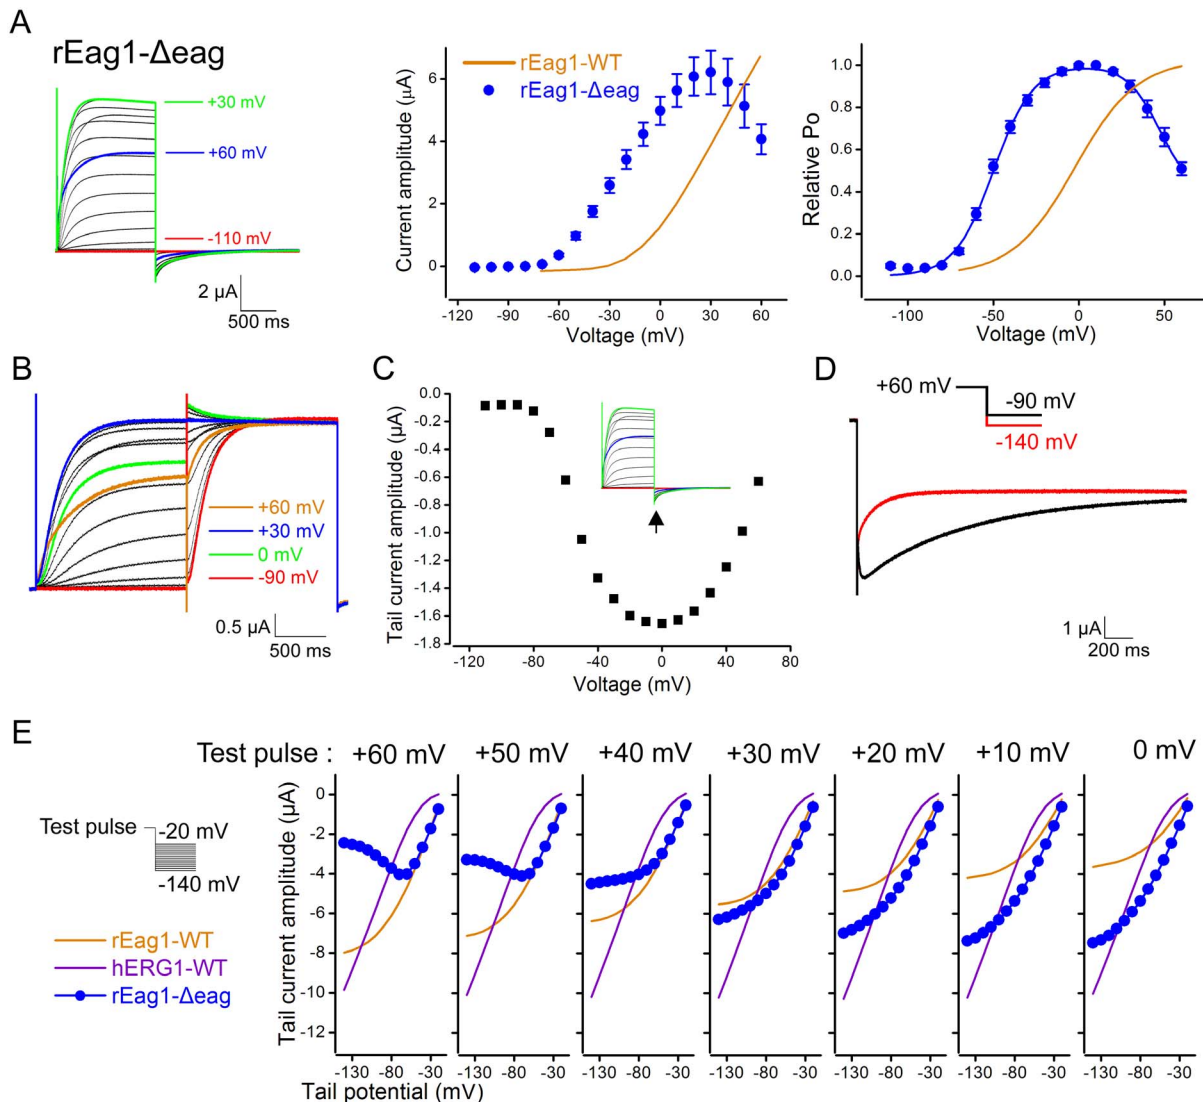 A
rEag1-Δeag
+30 mV
+60 mV
-110 mV
2 µA
500 ms
Current amplitude (µA)
6
4
2
0
rEag1-WT
rEag1-Δeag
-120 -90 -60 -30 0 30 60
Voltage (mV)
Relative Po
1.0
0.8
0.6
0.4
0.2
0.0
-100 -50 0 50
Voltage (mV)
B
+60 mV
+30 mV
0 mV
-90 mV
0.5 µA
500 ms
C
Tail current amplitude (µA)
0.0
-0.2
-0.4
-0.6
-0.8
-1.0
-1.2
-1.4
-1.6
-1.8
-120 -80 -40 0 40 80
Voltage (mV)
D
+60 mV
-90 mV
-140 mV
1 µA
200 ms
E
Test pulse : +60 mV +50 mV +40 mV +30 mV +20 mV +10 mV 0 mV
Test pulse
-20 mV
-140 mV
rEag1-WT
hERG1-WT
rEag1-Δeag
Tail current amplitude (µA)
0
-2
-4
-6
-8
-10
-12
-130 -80 -30 -130 -80 -30 -130 -80 -30 -130 -80 -30 -130 -80 -30 -130 -80 -30 -130 -80 -30
Tail potential (mV)